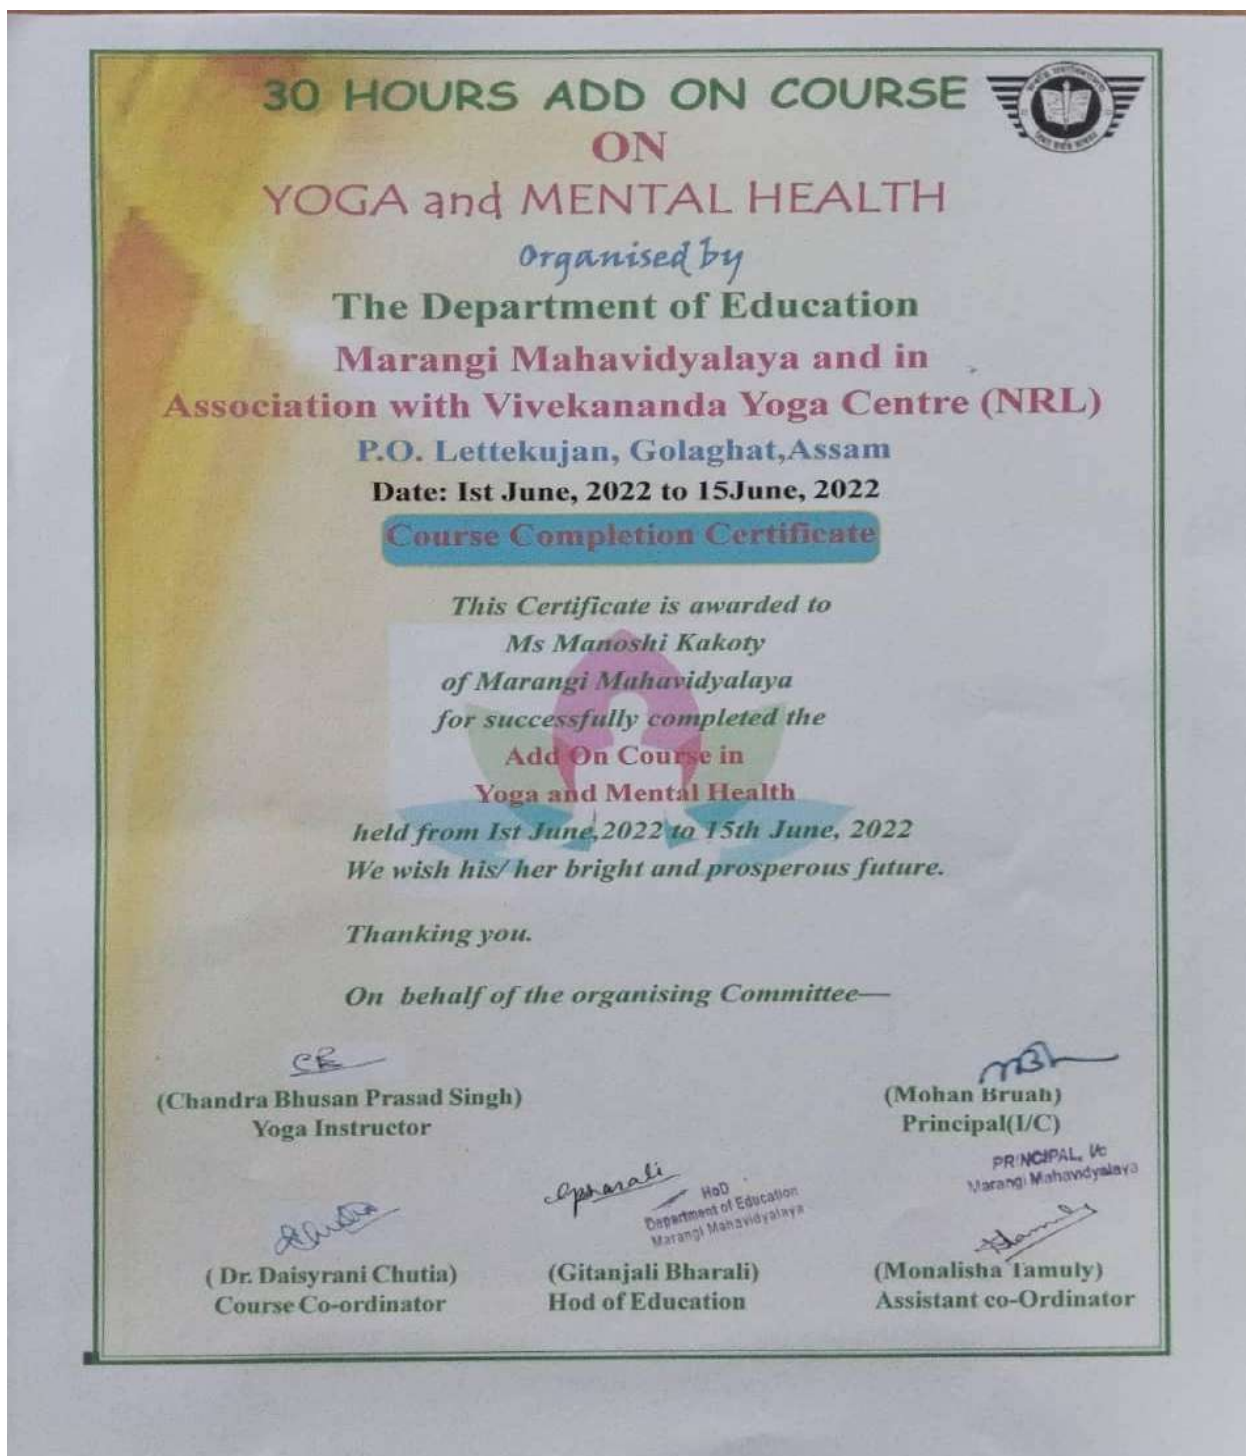 30 HOURS ADD ON COURSE
ON
YOGA and MENTAL HEALTH
Organised by
The Department of Education
Marangi Mahavidyalaya and in
Association with Vivekananda Yoga Centre (NRL)
P.O. Lettekujan, Golaghat,Assam
Date: Ist June, 2022 to 15June, 2022
Course Completion Certificate
This Certificate is awarded to
Ms Manoshi Kakoty
of Marangi Mahavidyalaya
for successfully completed the
Add On Course in
Yoga and Mental Health
held from Ist June,2022 to 15th June, 2022
We wish his/ her bright and prosperous future.
Thanking you.
On behalf of the organising Committee—
(Chandra Bhusan Prasad Singh)
Yoga Instructor
(Mohan Bruah)
Principal(I/C)
PRINCIPAL, I/c
Marangi Mahavidyalaya
Gbharali
HoD
Department of Education
Marangi Mahavidyalaya
( Dr. Daisyrani Chutia)
Course Co-ordinator
(Gitanjali Bharali)
Hod of Education
(Monalisha Tamuly)
Assistant co-Ordinator